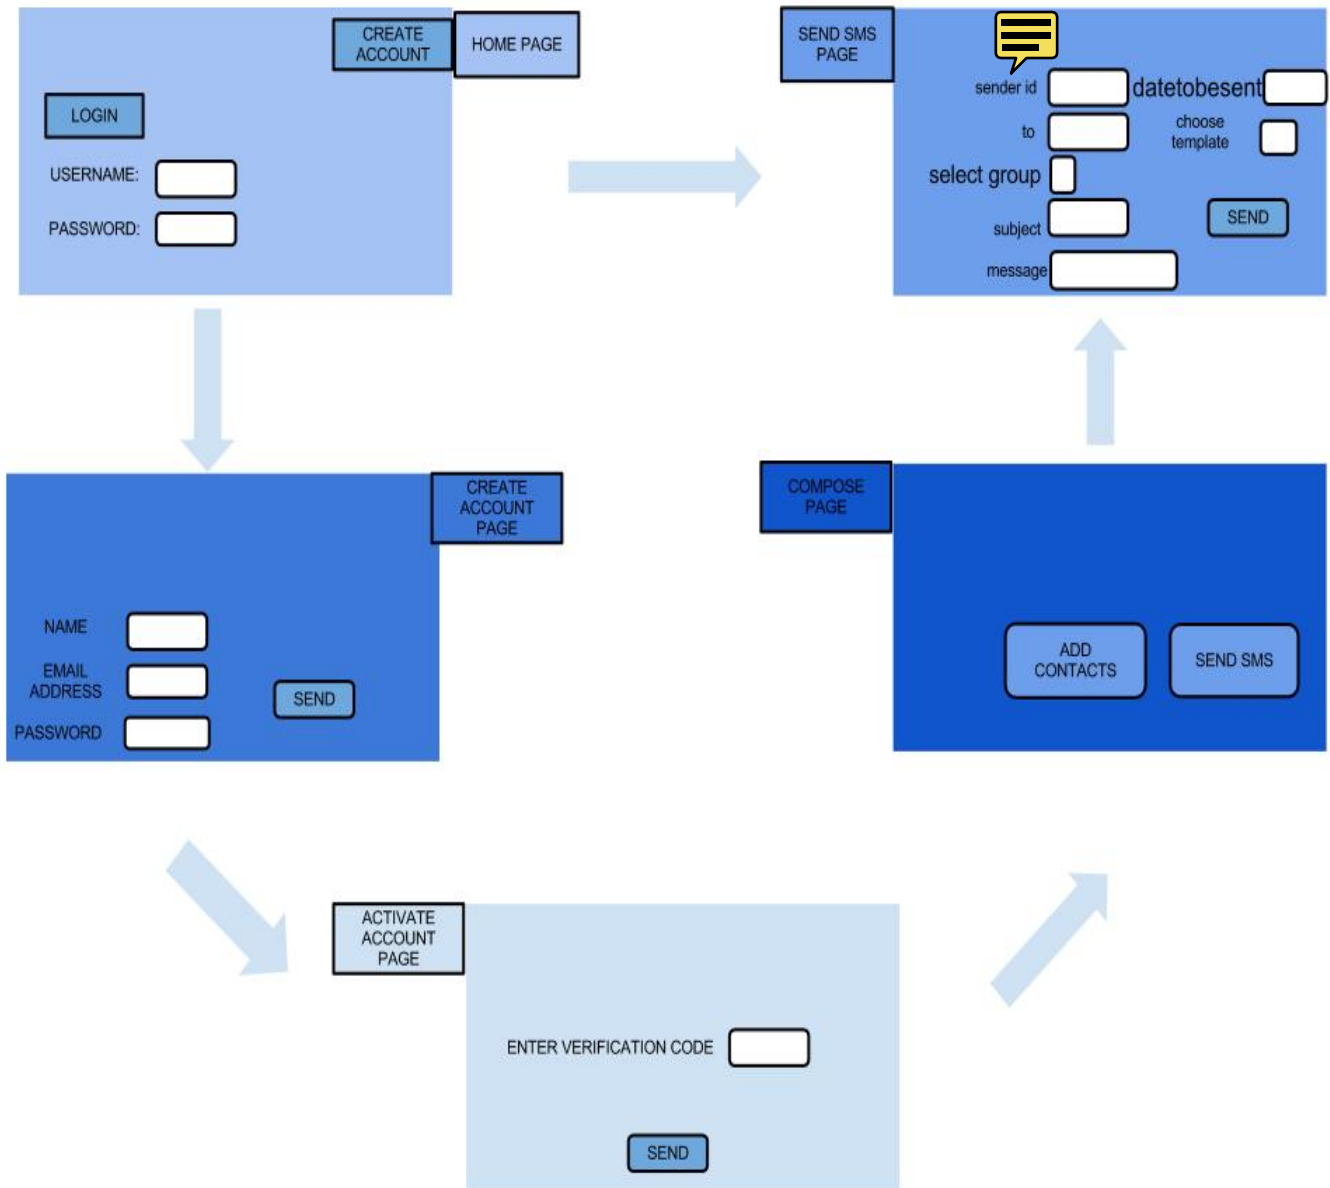 CREATE
ACCOUNT
HOME PAGE
LOGIN
USERNAME:
PASSWORD:
SEND SMS
PAGE
sender id
datetobesent
to
choose
template
select group
subject
SEND
message
CREATE
ACCOUNT
PAGE
NAME
EMAIL
ADDRESS
SEND
PASSWORD
COMPOSE
PAGE
ADD
CONTACTS
SEND SMS
ACTIVATE
ACCOUNT
PAGE
ENTER VERIFICATION CODE
SEND